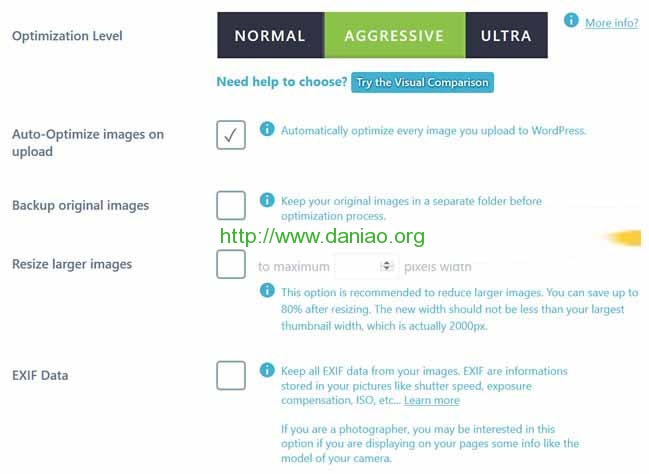 Optimization Level
NORMAL AGGRESSIVE ULTRA
More info?
Need help to choose? Try the Visual Comparison
Auto-Optimize images on
upload
Automatically optimize every image you upload to WordPress.
Backup original images
Keep your original images in a separate folder before
optimization process.
http://www.daniao.org
Resize larger images
to maximum pixels width
This option is recommended to reduce larger images. You can save up to
80% after resizing. The new width should not be less than your largest
thumbnail width, which is actually 2000px.
EXIF Data
Keep all EXIF data from your images. EXIF are informations
stored in your pictures like shutter speed, exposure
compensation, ISO, etc... Learn more
If you are a photographer, you may be interested in this
option if you are displaying on your pages some info like the
model of your camera.